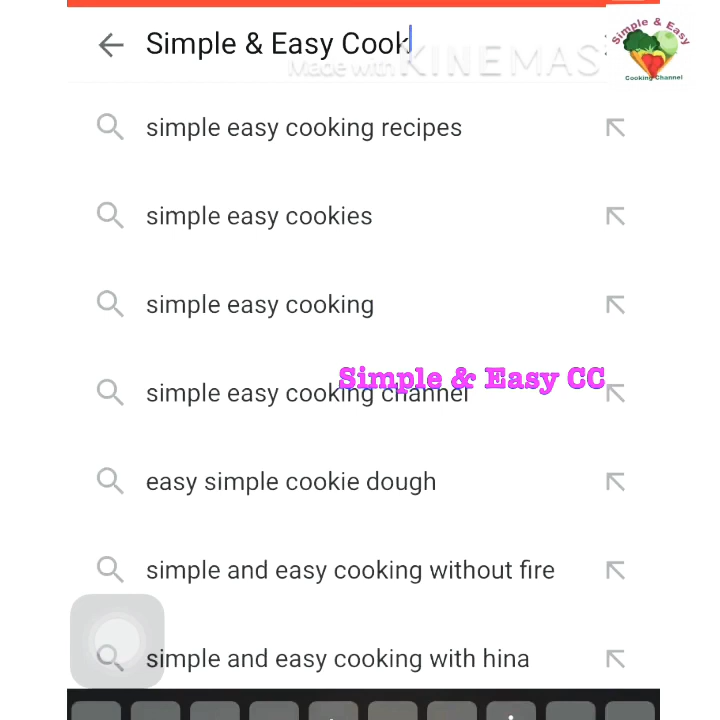 Simple & Easy Cook
Made with KINEMAS
Simple & Easy
Cooking Channel
simple easy cooking recipes
simple easy cookies
simple easy cooking
Simple & Easy CC
simple easy cooking channel
easy simple cookie dough
simple and easy cooking without fire
simple and easy cooking with hina